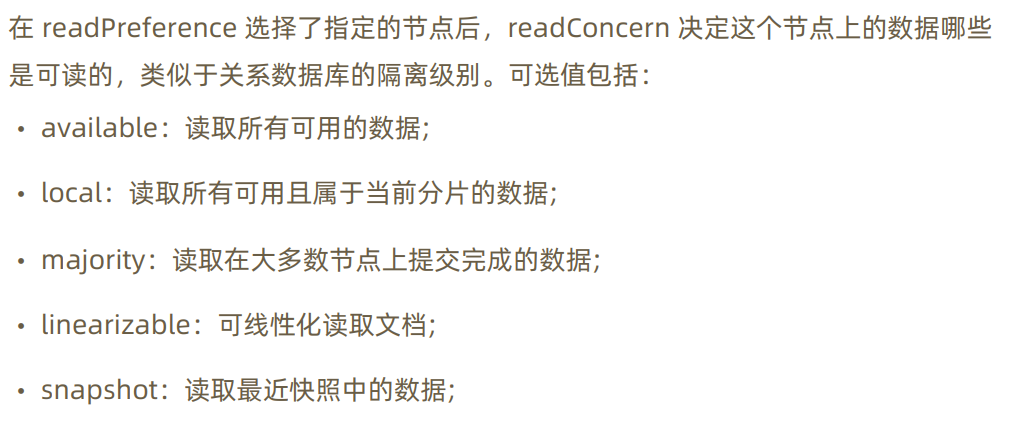 在 readPreference 选择了指定的节点后，readConcern 决定这个节点上的数据哪些
是可读的，类似于关系数据库的隔离级别。可选值包括：
• available：读取所有可用的数据;
• local：读取所有可用且属于当前分片的数据;
• majority：读取在大多数节点上提交完成的数据;
• linearizable：可线性化读取文档;
• snapshot：读取最近快照中的数据;